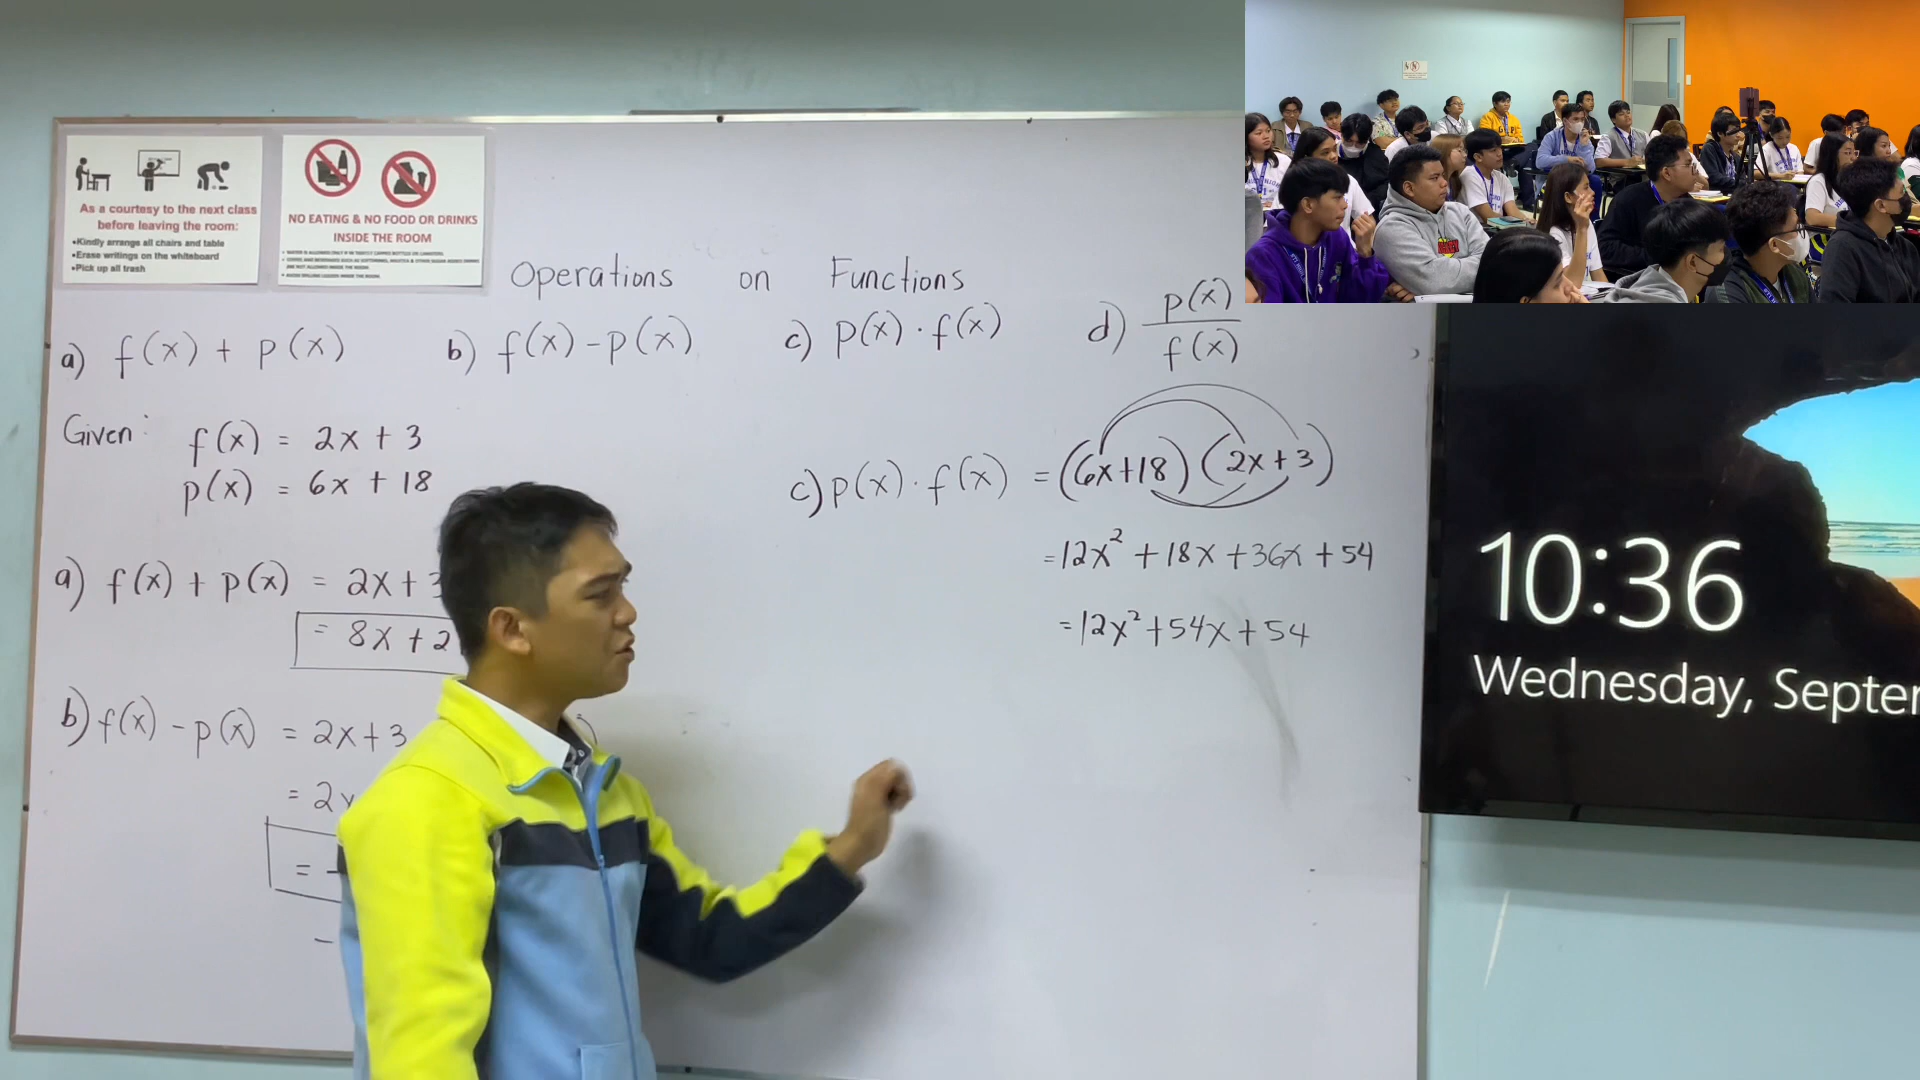 As a courtesy to the next class
before leaving the room:
•Kindly arrange all chairs and table
•Erase writings on the whiteboard
•Pick up all trash
NO EATING & NO FOOD OR DRINKS
INSIDE THE ROOM
Operations on Functions
a) f(x) + p(x)
b) f(x) - p(x)
c) p(x) · f(x)
d) p(x)/f(x)
Given:
f(x) = 2x + 3
p(x) = 6x + 18
a) f(x) + p(x) = 2x + 3
= 8x + 2
b) f(x) - p(x) = 2x + 3
= 2x
= -
c) p(x) · f(x) = (6x+18)(2x+3)
= 12x² + 18x + 36x + 54
= 12x² + 54x + 54
10:36
Wednesday, Septe